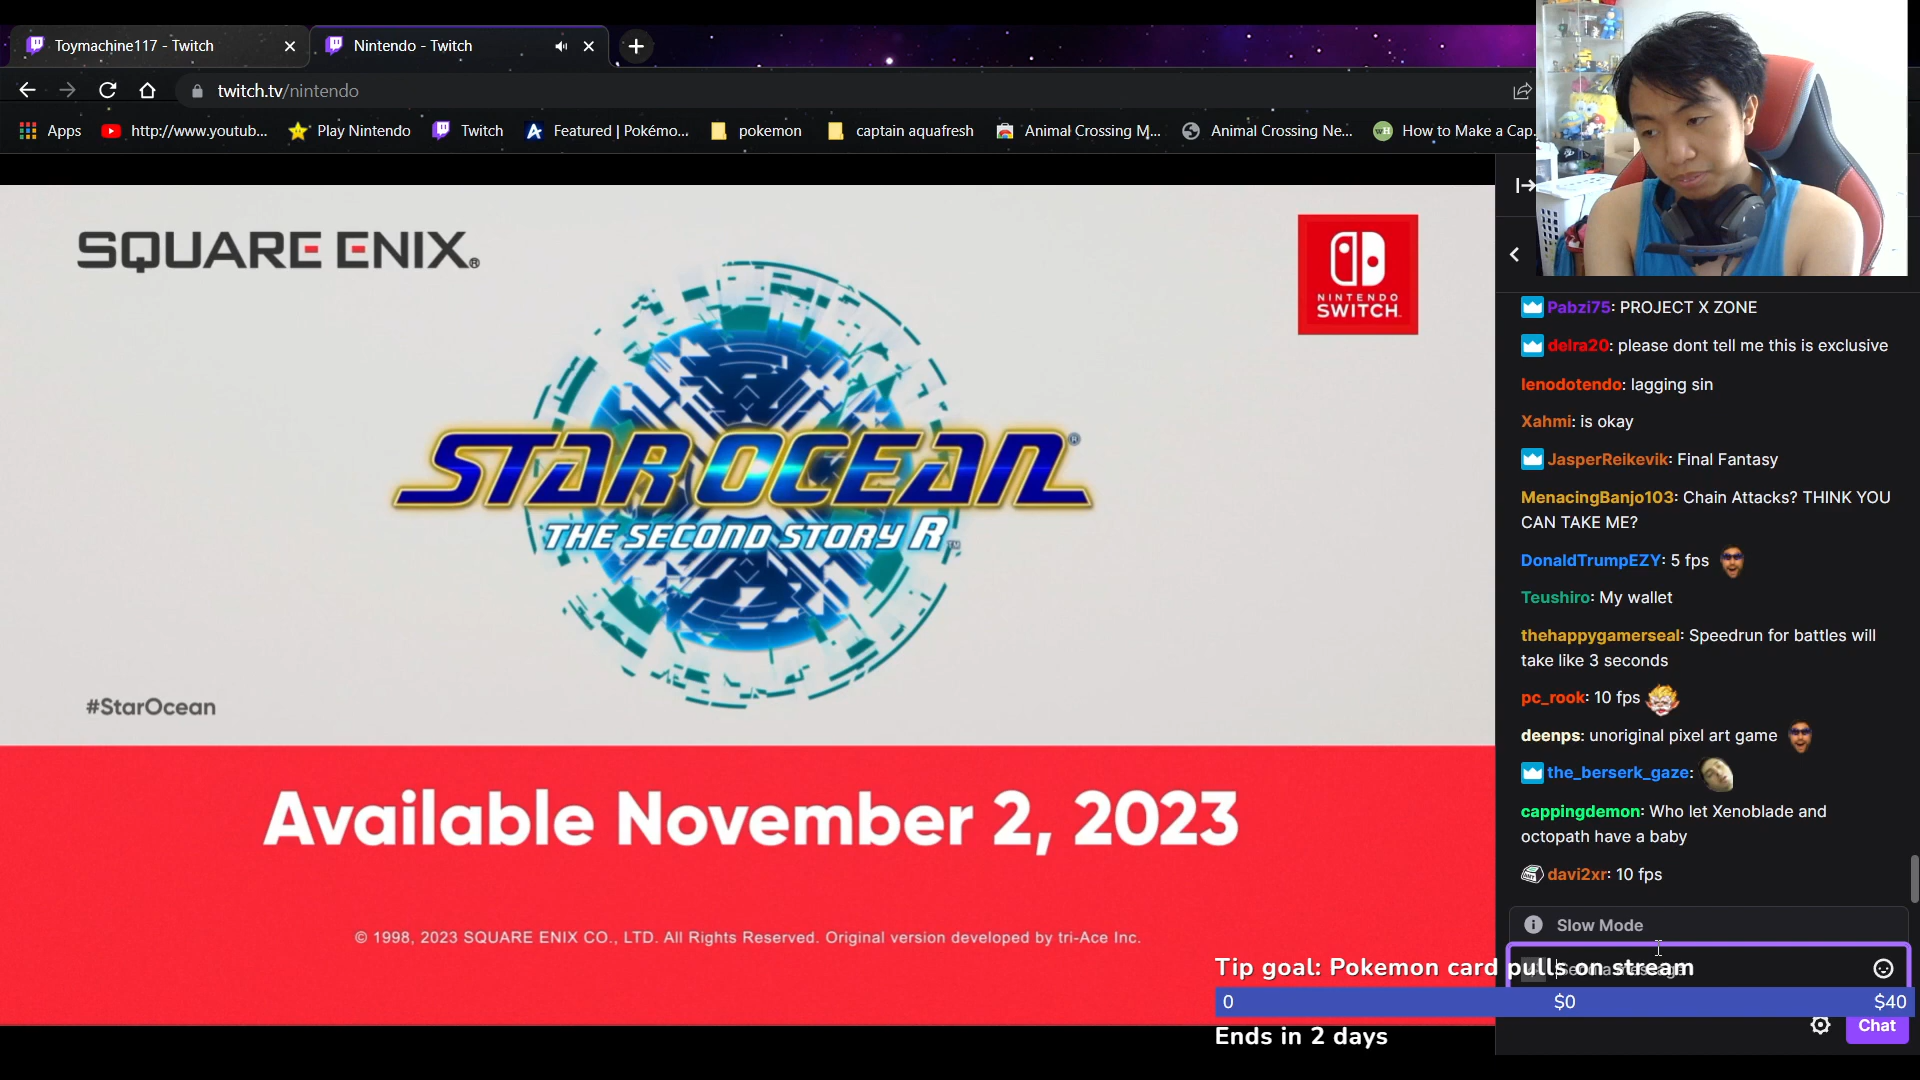 Toymachine117 - Twitch
Nintendo - Twitch
twitch.tv/nintendo
Apps
http://www.youtub...
Play Nintendo
Twitch
Featured | Pokémo...
pokemon
captain aquafresh
Animal Crossing M...
Animal Crossing Ne...
How to Make a Cap...
SQUARE ENIX®
NINTENDO
SWITCH
STAR OCEAN®
THE SECOND STORY R™
#StarOcean
Available November 2, 2023
© 1998, 2023 SQUARE ENIX CO., LTD. All Rights Reserved. Original version developed by tri-Ace Inc.
Pabzi75: PROJECT X ZONE
delra20: please dont tell me this is exclusive
lenodotendo: lagging sin
Xahmi: is okay
JasperReikevik: Final Fantasy
MenacingBanjo103: Chain Attacks? THINK YOU
CAN TAKE ME?
DonaldTrumpEZY: 5 fps
Teushiro: My wallet
thehappygamerseal: Speedrun for battles will
take like 3 seconds
pc_rook: 10 fps
deenps: unoriginal pixel art game
the_berserk_gaze:
cappingdemon: Who let Xenoblade and
octopath have a baby
davi2xr: 10 fps
Slow Mode
Send a message
Tip goal: Pokemon card pulls on stream
0
$0
$40
Ends in 2 days
Chat